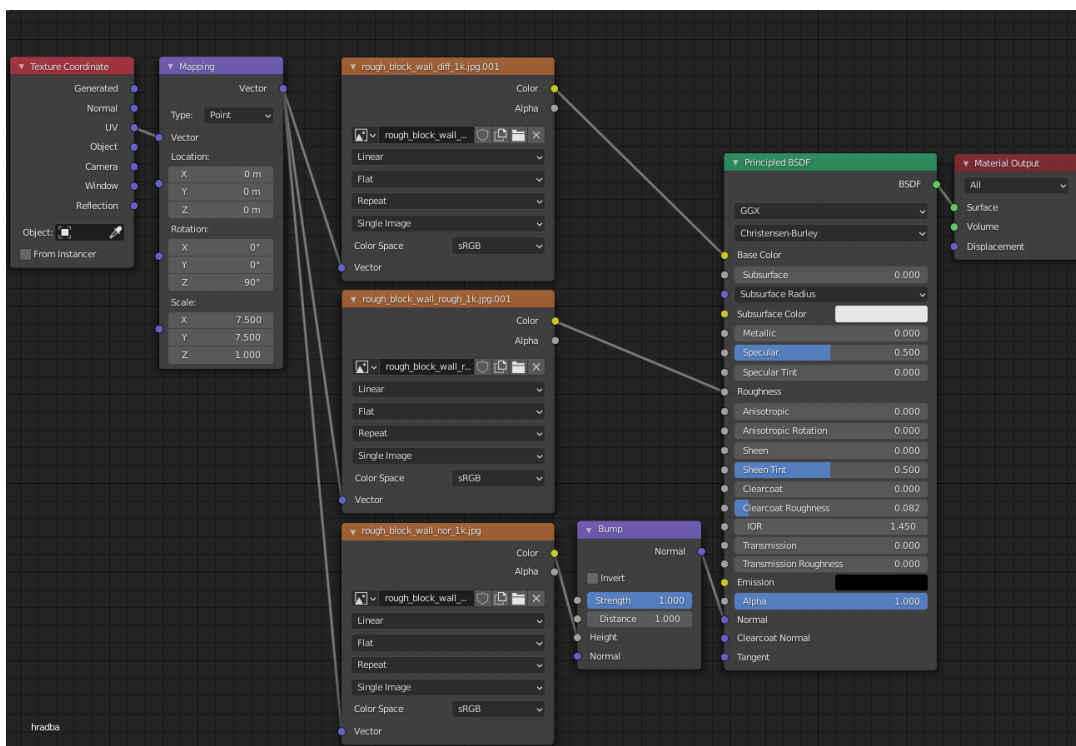 Texture Coordinate
Generated
Normal
UV
Object
Camera
Window
Reflection
Object:
From Instancer
Mapping
Vector
Type: Point
Vector
Location:
X 0 m
Y 0 m
Z 0 m
Rotation:
X 0°
Y 0°
Z 90°
Scale:
X 7.500
Y 7.500
Z 1.000
rough_block_wall_diff_1k.jpg.001
Color
Alpha
rough_block_wall_...
Linear
Flat
Repeat
Single Image
Color Space sRGB
Vector
rough_block_wall_rough_1k.jpg.001
Color
Alpha
rough_block_wall_r...
Linear
Flat
Repeat
Single Image
Color Space sRGB
Vector
rough_block_wall_nor_1k.jpg
Color
Alpha
rough_block_wall_...
Linear
Flat
Repeat
Single Image
Color Space sRGB
Vector
Bump
Normal
Invert
Strength 1.000
Distance 1.000
Height
Normal
Principled BSDF
BSDF
GGX
Christensen-Burley
Base Color
Subsurface 0.000
Subsurface Radius
Subsurface Color
Metallic 0.000
Specular 0.500
Specular Tint 0.000
Roughness
Anisotropic 0.000
Anisotropic Rotation 0.000
Sheen 0.000
Sheen Tint 0.500
Clearcoat 0.000
Clearcoat Roughness 0.082
IOR 1.450
Transmission 0.000
Transmission Roughness 0.000
Emission
Alpha 1.000
Normal
Clearcoat Normal
Tangent
Material Output
All
Surface
Volume
Displacement
hradba